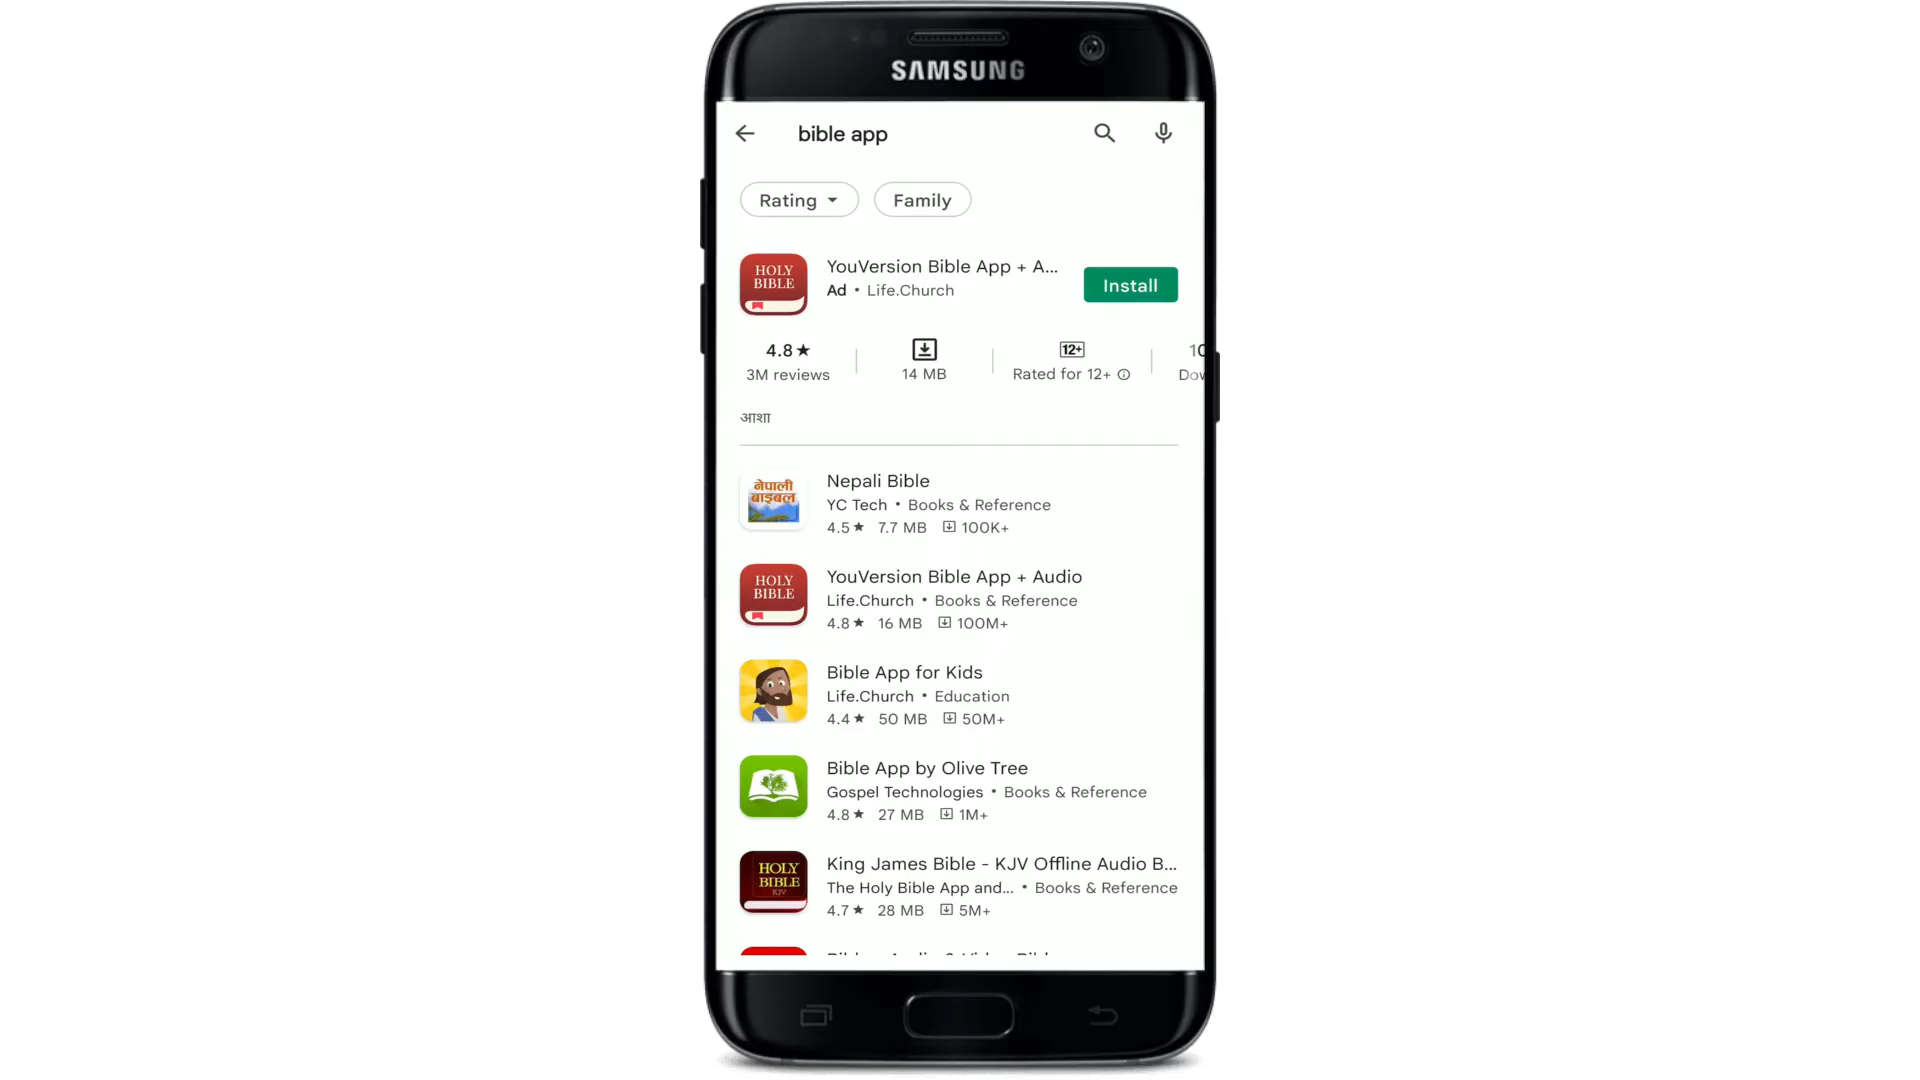 SAMSUNG
bible app
Rating
Family
HOLY
BIBLE
YouVersion Bible App + A...
Ad • Life.Church
Install
4.8★
3M reviews
14 MB
12+
Rated for 12+
आशा
नेपाली
बाइबल
Nepali Bible
YC Tech • Books & Reference
4.5★ 7.7 MB 100K+
HOLY
BIBLE
YouVersion Bible App + Audio
Life.Church • Books & Reference
4.8★ 16 MB 100M+
Bible App for Kids
Life.Church • Education
4.4★ 50 MB 50M+
Bible App by Olive Tree
Gospel Technologies • Books & Reference
4.8★ 27 MB 1M+
HOLY
BIBLE
KJV
King James Bible - KJV Offline Audio B...
The Holy Bible App and... • Books & Reference
4.7★ 28 MB 5M+